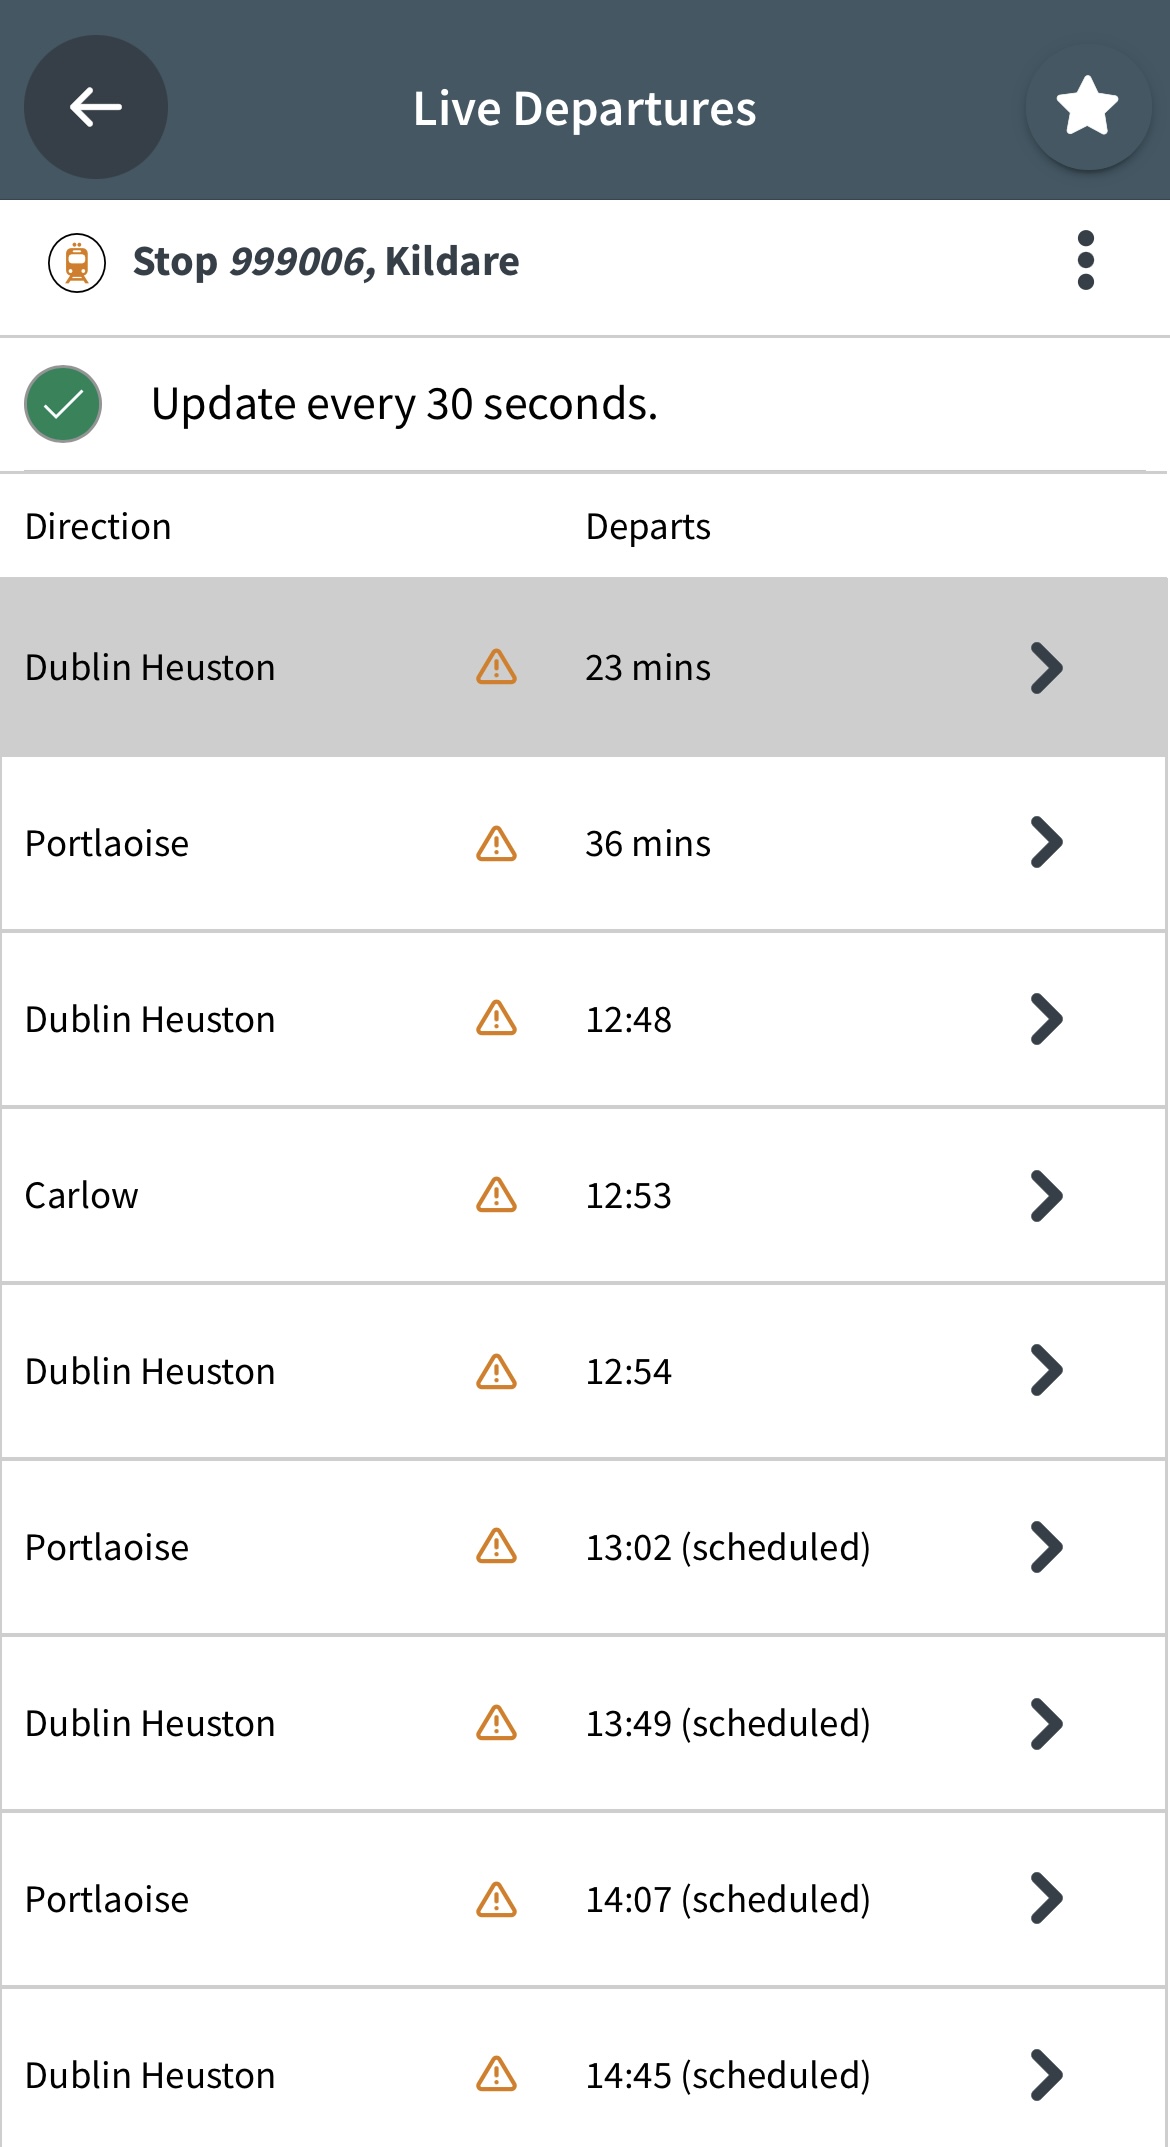 Live Departures
Stop 999006, Kildare
Update every 30 seconds.
Direction Departs
Dublin Heuston 23 mins
Portlaoise 36 mins
Dublin Heuston 12:48
Carlow 12:53
Dublin Heuston 12:54
Portlaoise 13:02 (scheduled)
Dublin Heuston 13:49 (scheduled)
Portlaoise 14:07 (scheduled)
Dublin Heuston 14:45 (scheduled)